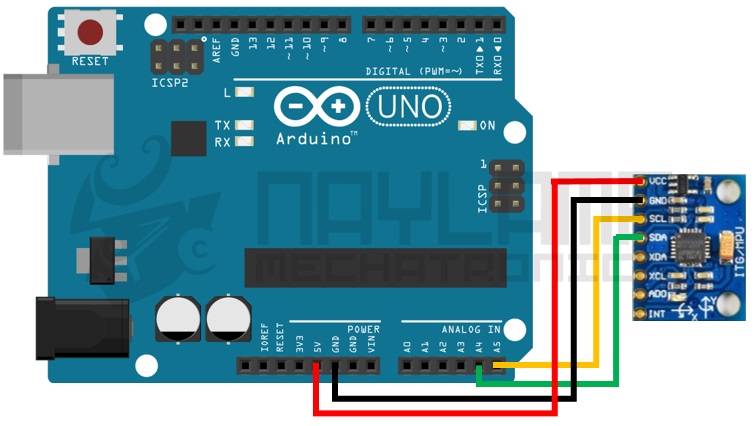 RESET
ICSP2
AREF
GND
13
12
~11
~10
~9
8
7
~6
~5
4
~3
2
TX0 ▶ 1
RX0 ◀ 0
DIGITAL (PWM=~)
L
TX
RX
Arduino™
UNO
ON
1
ICSP
NAYLAMP
MECHATRONICS
IOREF
RESET
3V3
5V
GND
GND
VIN
POWER
A0
A1
A2
A3
A4
A5
ANALOG IN
VCC
GND
SCL
SDA
XDA
XCL
ADO
INT
ITG/MPU
X
Y